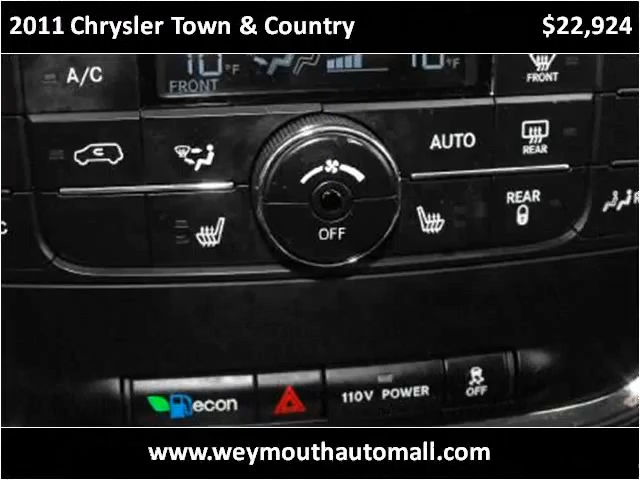 2011 Chrysler Town & Country $22,924
A/C
FRONT
°F
°F
FRONT
AUTO
REAR
REAR
OFF
econ
110V POWER
OFF
www.weymouthautomall.com